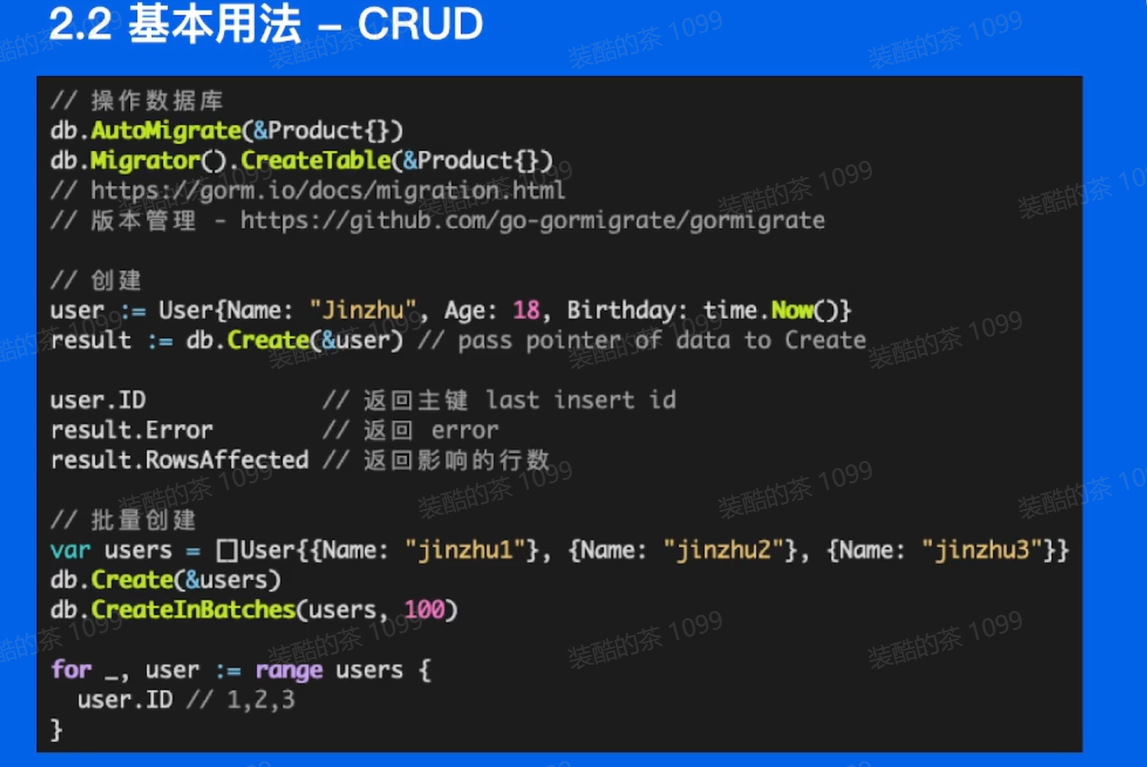 2.2 基本用法 – CRUD
// 操作数据库
db.AutoMigrate(&Product{})
db.Migrator().CreateTable(&Product{})
// https://gorm.io/docs/migration.html
// 版本管理 - https://github.com/go-gormigrate/gormigrate
// 创建
user := User{Name: "Jinzhu", Age: 18, Birthday: time.Now()}
result := db.Create(&user) // pass pointer of data to Create
user.ID // 返回主键 last insert id
result.Error // 返回 error
result.RowsAffected // 返回影响的行数
// 批量创建
var users = []User{{Name: "jinzhu1"}, {Name: "jinzhu2"}, {Name: "jinzhu3"}}
db.Create(&users)
db.CreateInBatches(users, 100)
for _, user := range users {
  user.ID // 1,2,3
}
装酷的茶 1099